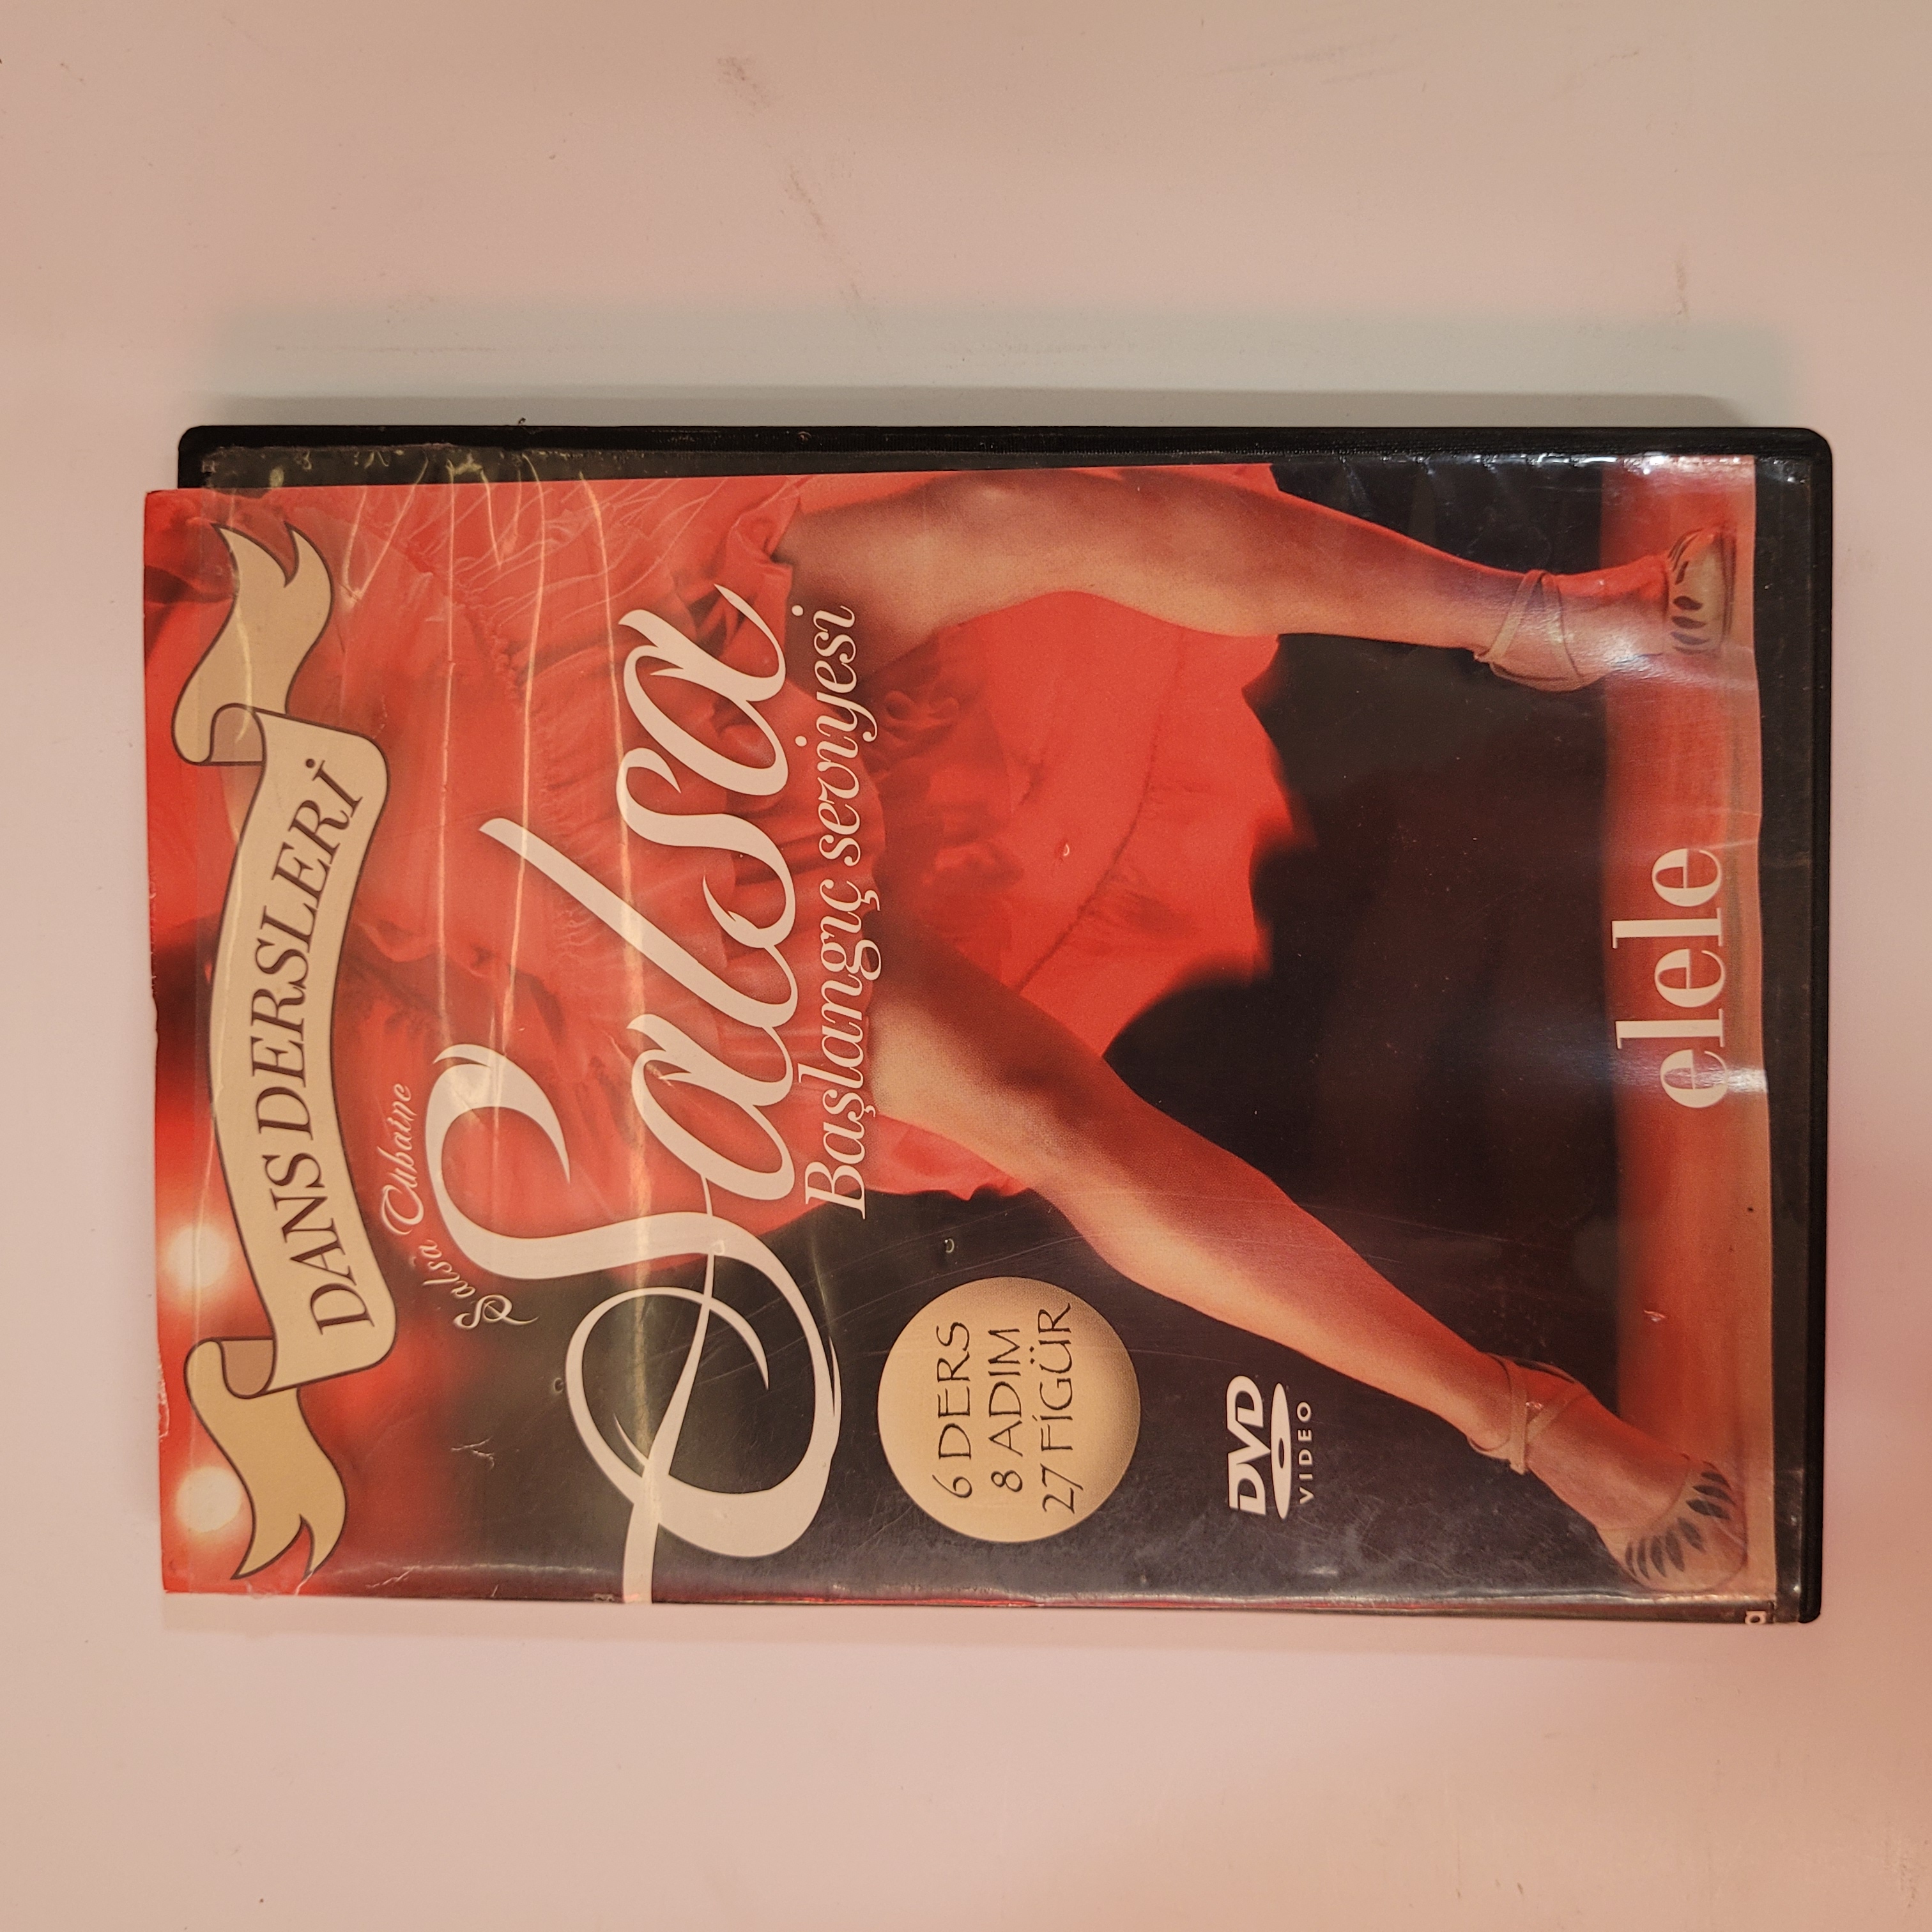 DANS DERSLERİ
Salsa Cubaine
Salsa
Başlangıç seviyesi
6 DERS
8 ADIM
27 FİGÜR
DVD
VIDEO
elele